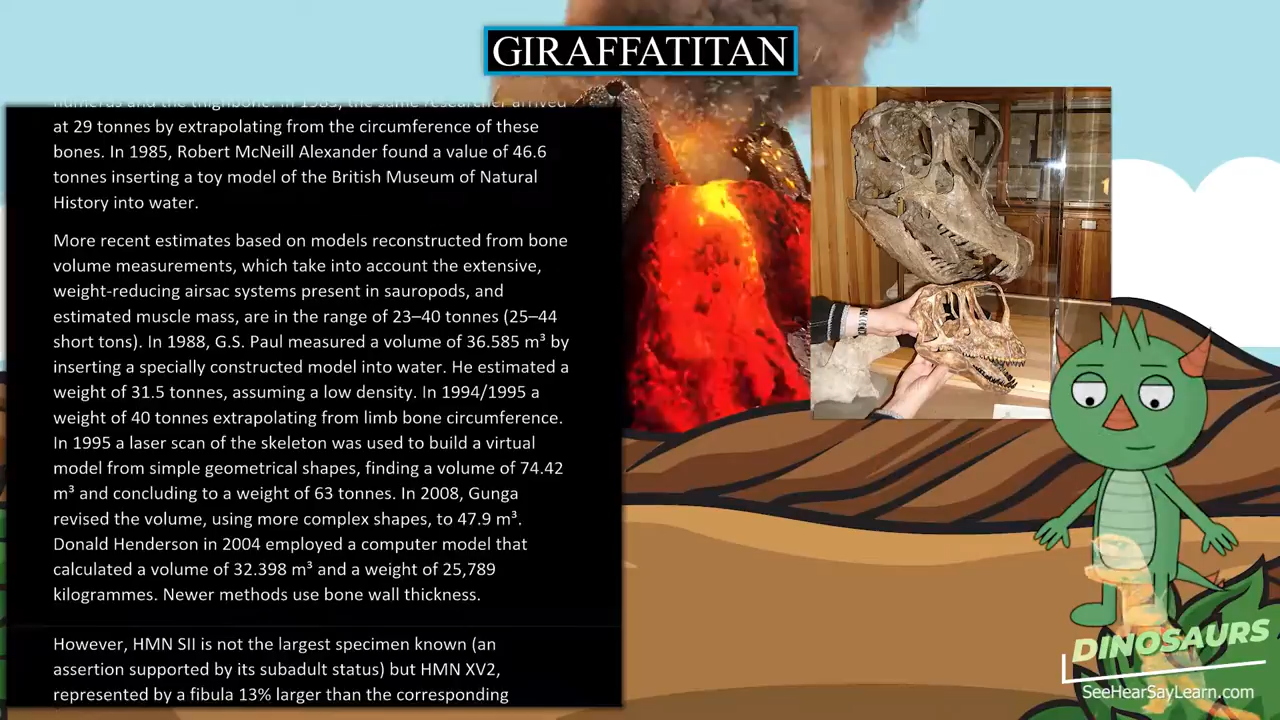 GIRAFFATITAN
humerus and the thighbone. In 1985, the same researcher arrived
at 29 tonnes by extrapolating from the circumference of these
bones. In 1985, Robert McNeill Alexander found a value of 46.6
tonnes inserting a toy model of the British Museum of Natural
History into water.
More recent estimates based on models reconstructed from bone
volume measurements, which take into account the extensive,
weight-reducing airsac systems present in sauropods, and
estimated muscle mass, are in the range of 23–40 tonnes (25–44
short tons). In 1988, G.S. Paul measured a volume of 36.585 m³ by
inserting a specially constructed model into water. He estimated a
weight of 31.5 tonnes, assuming a low density. In 1994/1995 a
weight of 40 tonnes extrapolating from limb bone circumference.
In 1995 a laser scan of the skeleton was used to build a virtual
model from simple geometrical shapes, finding a volume of 74.42
m³ and concluding to a weight of 63 tonnes. In 2008, Gunga
revised the volume, using more complex shapes, to 47.9 m³.
Donald Henderson in 2004 employed a computer model that
calculated a volume of 32.398 m³ and a weight of 25,789
kilogrammes. Newer methods use bone wall thickness.
However, HMN SII is not the largest specimen known (an
assertion supported by its subadult status) but HMN XV2,
represented by a fibula 13% larger than the corresponding
DINOSAURS
SeeHearSayLearn.com